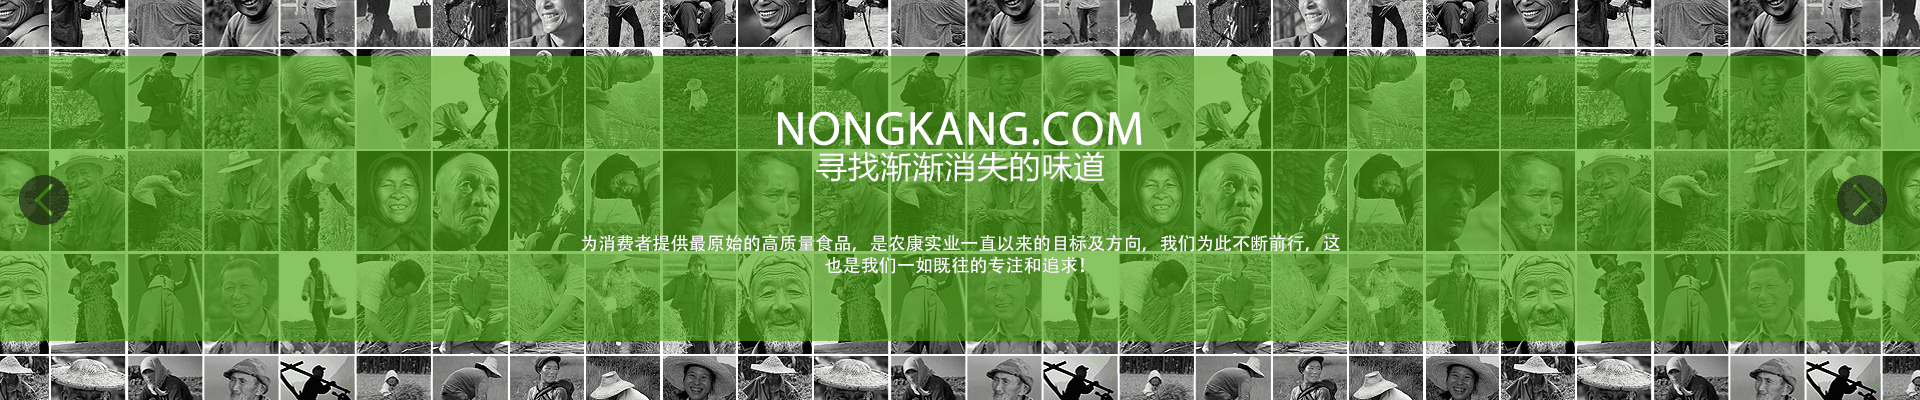 NONGKANG.COM
寻找渐渐消失的味道
为消费者提供最原始的高质量食品，是农康实业一直以来的目标及方向，我们为此不断前行，这
也是我们一如既往的专注和追求！